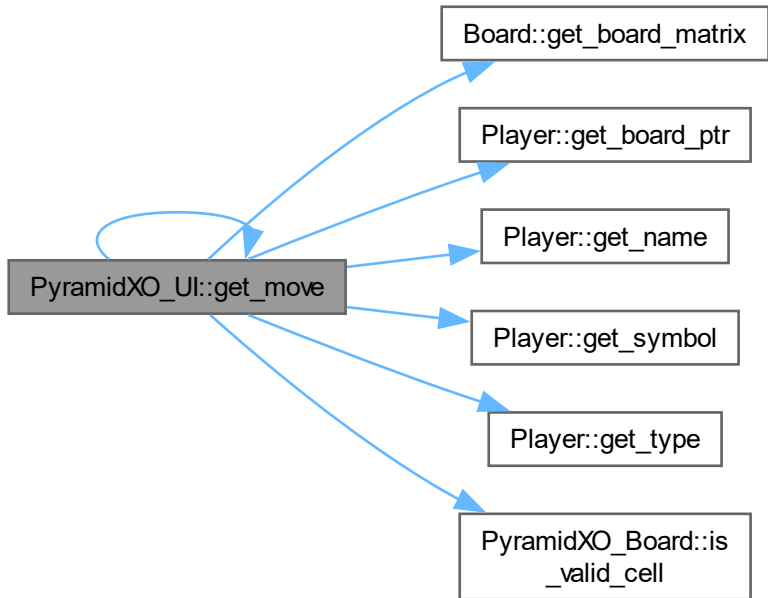 Board::get_board_matrix
Player::get_board_ptr
Player::get_name
PyramidXO_UI::get_move
Player::get_symbol
Player::get_type
PyramidXO_Board::is
_valid_cell